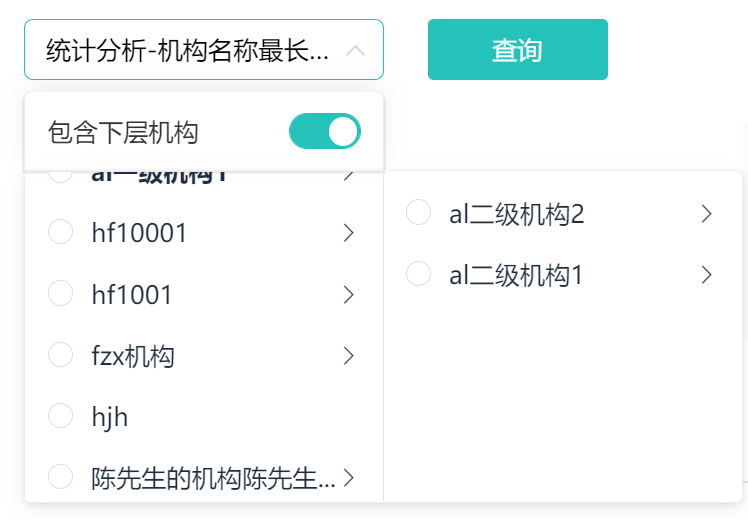 统计分析-机构名称最长...
查询
包含下层机构
al一级机构1
hf10001
hf1001
fzx机构
hjh
陈先生的机构陈先生...
al二级机构2
al二级机构1